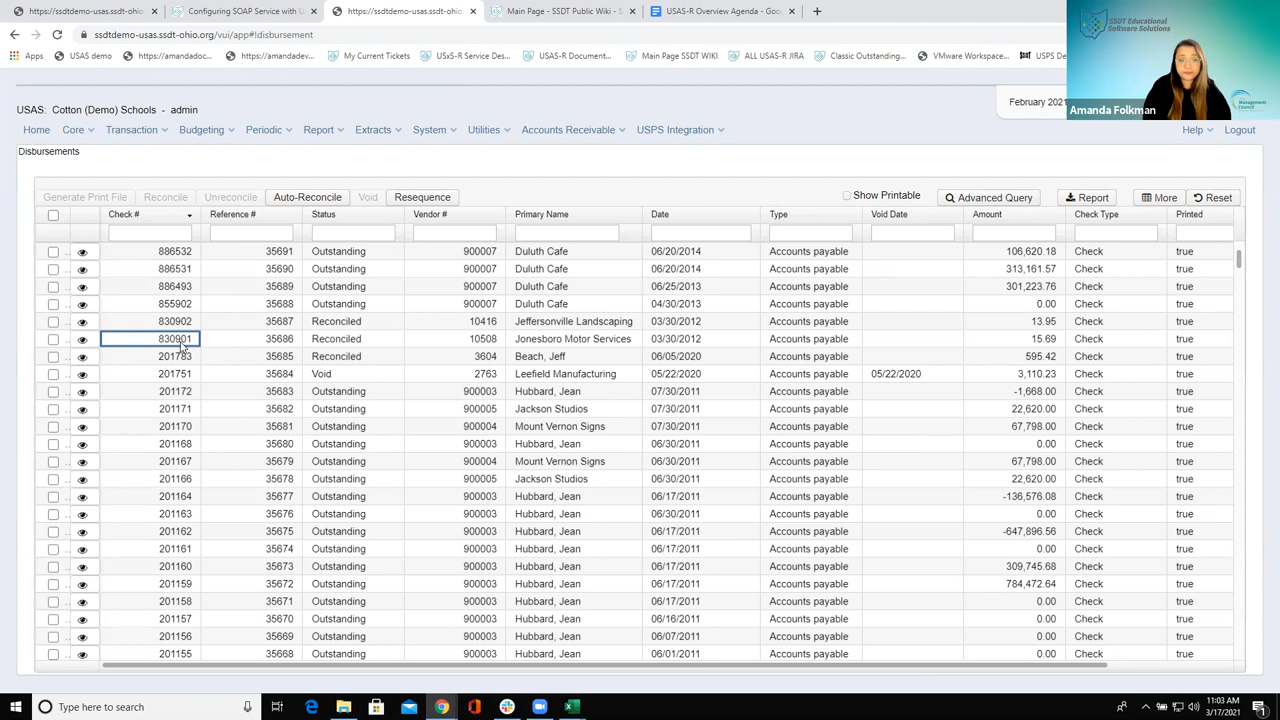 https://ssdtdemo-usas.ssdt-ohio Configuring SOAP Service with U https://ssdtdemo-usas.ssdt-ohio Main Page - SSDT Public Wiki - S USAS-R Overview Agenda - Goo
ssdtdemo-usas.ssdt-ohio.org/vui/app#!disbursement
Apps USAS demo https://amandadoc... https://amandadev... My Current Tickets USxS-R Service Des... USAS-R Document... Main Page SSDT WIKI ALL USAS-R JIRA Classic Outstanding... VMware Workspace... USPS De
SSDT Educational
Software Solutions
Management
Council
Amanda Folkman
USAS: Cotton (Demo) Schools - admin
February 2021
Home Core Transaction Budgeting Periodic Report Extracts System Utilities Accounts Receivable USPS Integration Help Logout
Disbursements
Generate Print File Reconcile Unreconcile Auto-Reconcile Void Resequence Show Printable Advanced Query Report More Reset
Check # Reference # Status Vendor # Primary Name Date Type Void Date Amount Check Type Printed
886532 35691 Outstanding 900007 Duluth Cafe 06/20/2014 Accounts payable 106,620.18 Check true
886531 35690 Outstanding 900007 Duluth Cafe 06/20/2014 Accounts payable 313,161.57 Check true
886493 35689 Outstanding 900007 Duluth Cafe 06/25/2013 Accounts payable 301,223.76 Check true
855902 35688 Outstanding 900007 Duluth Cafe 04/30/2013 Accounts payable 0.00 Check true
830902 35687 Reconciled 10416 Jeffersonville Landscaping 03/30/2012 Accounts payable 13.95 Check true
830901 35686 Reconciled 10508 Jonesboro Motor Services 03/30/2012 Accounts payable 15.69 Check true
201783 35685 Reconciled 3604 Beach, Jeff 06/05/2020 Accounts payable 595.42 Check true
201751 35684 Void 2763 Leefield Manufacturing 05/22/2020 Accounts payable 05/22/2020 3,110.23 Check true
201172 35683 Outstanding 900003 Hubbard, Jean 07/30/2011 Accounts payable -1,668.00 Check true
201171 35682 Outstanding 900005 Jackson Studios 07/30/2011 Accounts payable 22,620.00 Check true
201170 35681 Outstanding 900004 Mount Vernon Signs 07/30/2011 Accounts payable 67,798.00 Check true
201168 35680 Outstanding 900003 Hubbard, Jean 06/30/2011 Accounts payable 0.00 Check true
201167 35679 Outstanding 900004 Mount Vernon Signs 06/30/2011 Accounts payable 67,798.00 Check true
201166 35678 Outstanding 900005 Jackson Studios 06/30/2011 Accounts payable 22,620.00 Check true
201164 35677 Outstanding 900003 Hubbard, Jean 06/17/2011 Accounts payable -136,576.08 Check true
201163 35676 Outstanding 900003 Hubbard, Jean 06/30/2011 Accounts payable 0.00 Check true
201162 35675 Outstanding 900003 Hubbard, Jean 06/17/2011 Accounts payable -647,896.56 Check true
201161 35674 Outstanding 900003 Hubbard, Jean 06/17/2011 Accounts payable 0.00 Check true
201160 35673 Outstanding 900003 Hubbard, Jean 06/17/2011 Accounts payable 309,745.68 Check true
201159 35672 Outstanding 900003 Hubbard, Jean 06/17/2011 Accounts payable 784,472.64 Check true
201158 35671 Outstanding 900003 Hubbard, Jean 06/17/2011 Accounts payable 0.00 Check true
201157 35670 Outstanding 900003 Hubbard, Jean 06/16/2011 Accounts payable 0.00 Check true
201156 35669 Outstanding 900003 Hubbard, Jean 06/07/2011 Accounts payable 0.00 Check true
201155 35668 Outstanding 900003 Hubbard, Jean 06/01/2011 Accounts payable 0.00 Check true
Type here to search
11:03 AM
3/17/2021